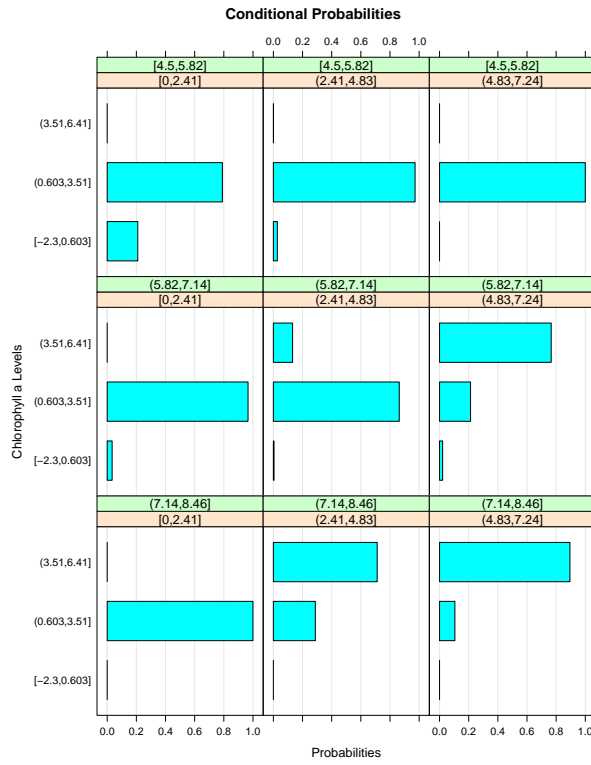 Conditional Probabilities
0.0 0.2 0.4 0.6 0.8 1.0
[4.5,5.82] [4.5,5.82] [4.5,5.82]
[0,2.41] (2.41,4.83] (4.83,7.24]
(3.51,6.41]
(0.603,3.51]
[−2.3,0.603]
(5.82,7.14] (5.82,7.14] (5.82,7.14]
[0,2.41] (2.41,4.83] (4.83,7.24]
(3.51,6.41]
(0.603,3.51]
[−2.3,0.603]
Chlorophyll a Levels
(7.14,8.46] (7.14,8.46] (7.14,8.46]
[0,2.41] (2.41,4.83] (4.83,7.24]
(3.51,6.41]
(0.603,3.51]
[−2.3,0.603]
0.0 0.2 0.4 0.6 0.8 1.0 0.0 0.2 0.4 0.6 0.8 1.0
Probabilities